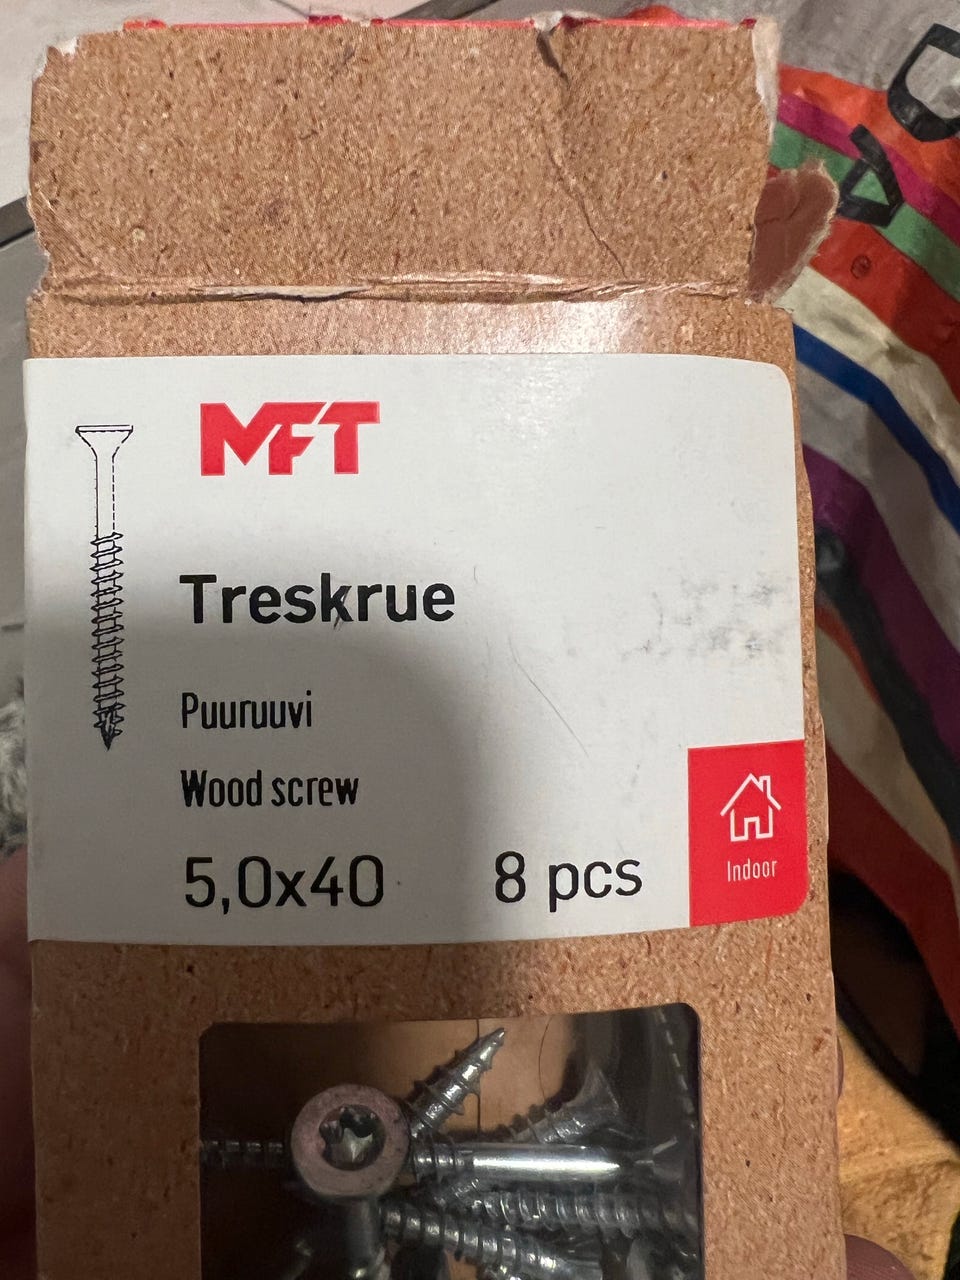 MFT
Treskrue
Puuruuvi
Wood screw
5,0x40 8 pcs
Indoor